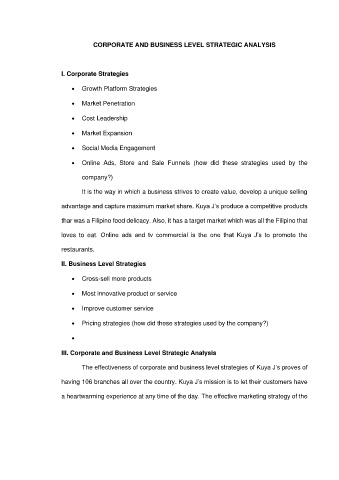 CORPORATE AND BUSINESS LEVEL STRATEGIC ANALYSIS
I. Corporate Strategies
• Growth Platform Strategies
• Market Penetration
• Cost Leadership
• Market Expansion
• Social Media Engagement
• Online Ads, Store and Sale Funnels (how did these strategies used by the
company?)
It is the way in which a business strives to create value, develop a unique selling
advantage and capture maximum market share. Kuya J's produce a competitive products
thar was a Filipino food delicacy. Also, it has a target market which was all the Filipino that
loves to eat. Online ads and tv commercial is the one that Kuya J's to promote the
restaurants.
II. Business Level Strategies
• Cross-sell more products
• Most innovative product or service
• Improve customer service
• Pricing strategies (how did these strategies used by the company?)
•
III. Corporate and Business Level Strategic Analysis
The effectiveness of corporate and business level strategies of Kuya J's proves of
having 106 branches all over the country. Kuya J's mission is to let their customers have
a heartwarming experience at any time of the day. The effective marketing strategy of the